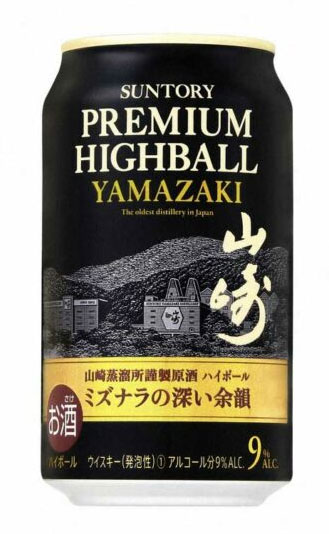 SUNTORY
PREMIUM
HIGHBALL
YAMAZAKI
The oldest distillery in Japan
山崎
山崎蒸溜所謹製原酒 ハイボール
ミズナラの深い余韻
さけ
お酒
ハイボール ウイスキー(発泡性)① アルコール分9%ALC.
9%ALC.